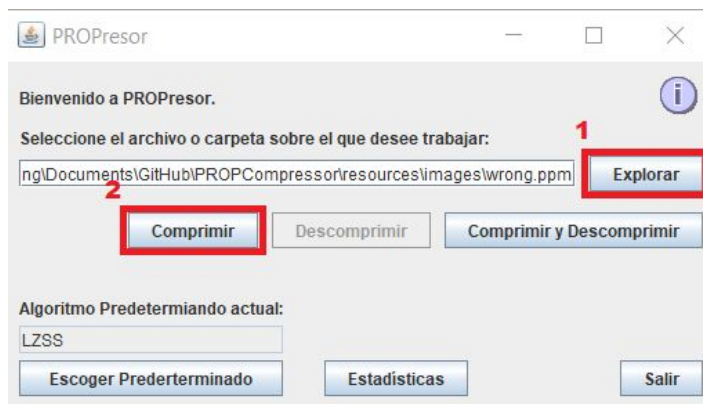 PROPresor
Bienvenido a PROPresor.
i
Seleccione el archivo o carpeta sobre el que desee trabajar:
1
ng\Documents\GitHub\PROPCompressor\resources\images\wrong.ppm
Explorar
2
Comprimir
Descomprimir
Comprimir y Descomprimir
Algoritmo Predetermiando actual:
LZSS
Escoger Prederterminado
Estadísticas
Salir